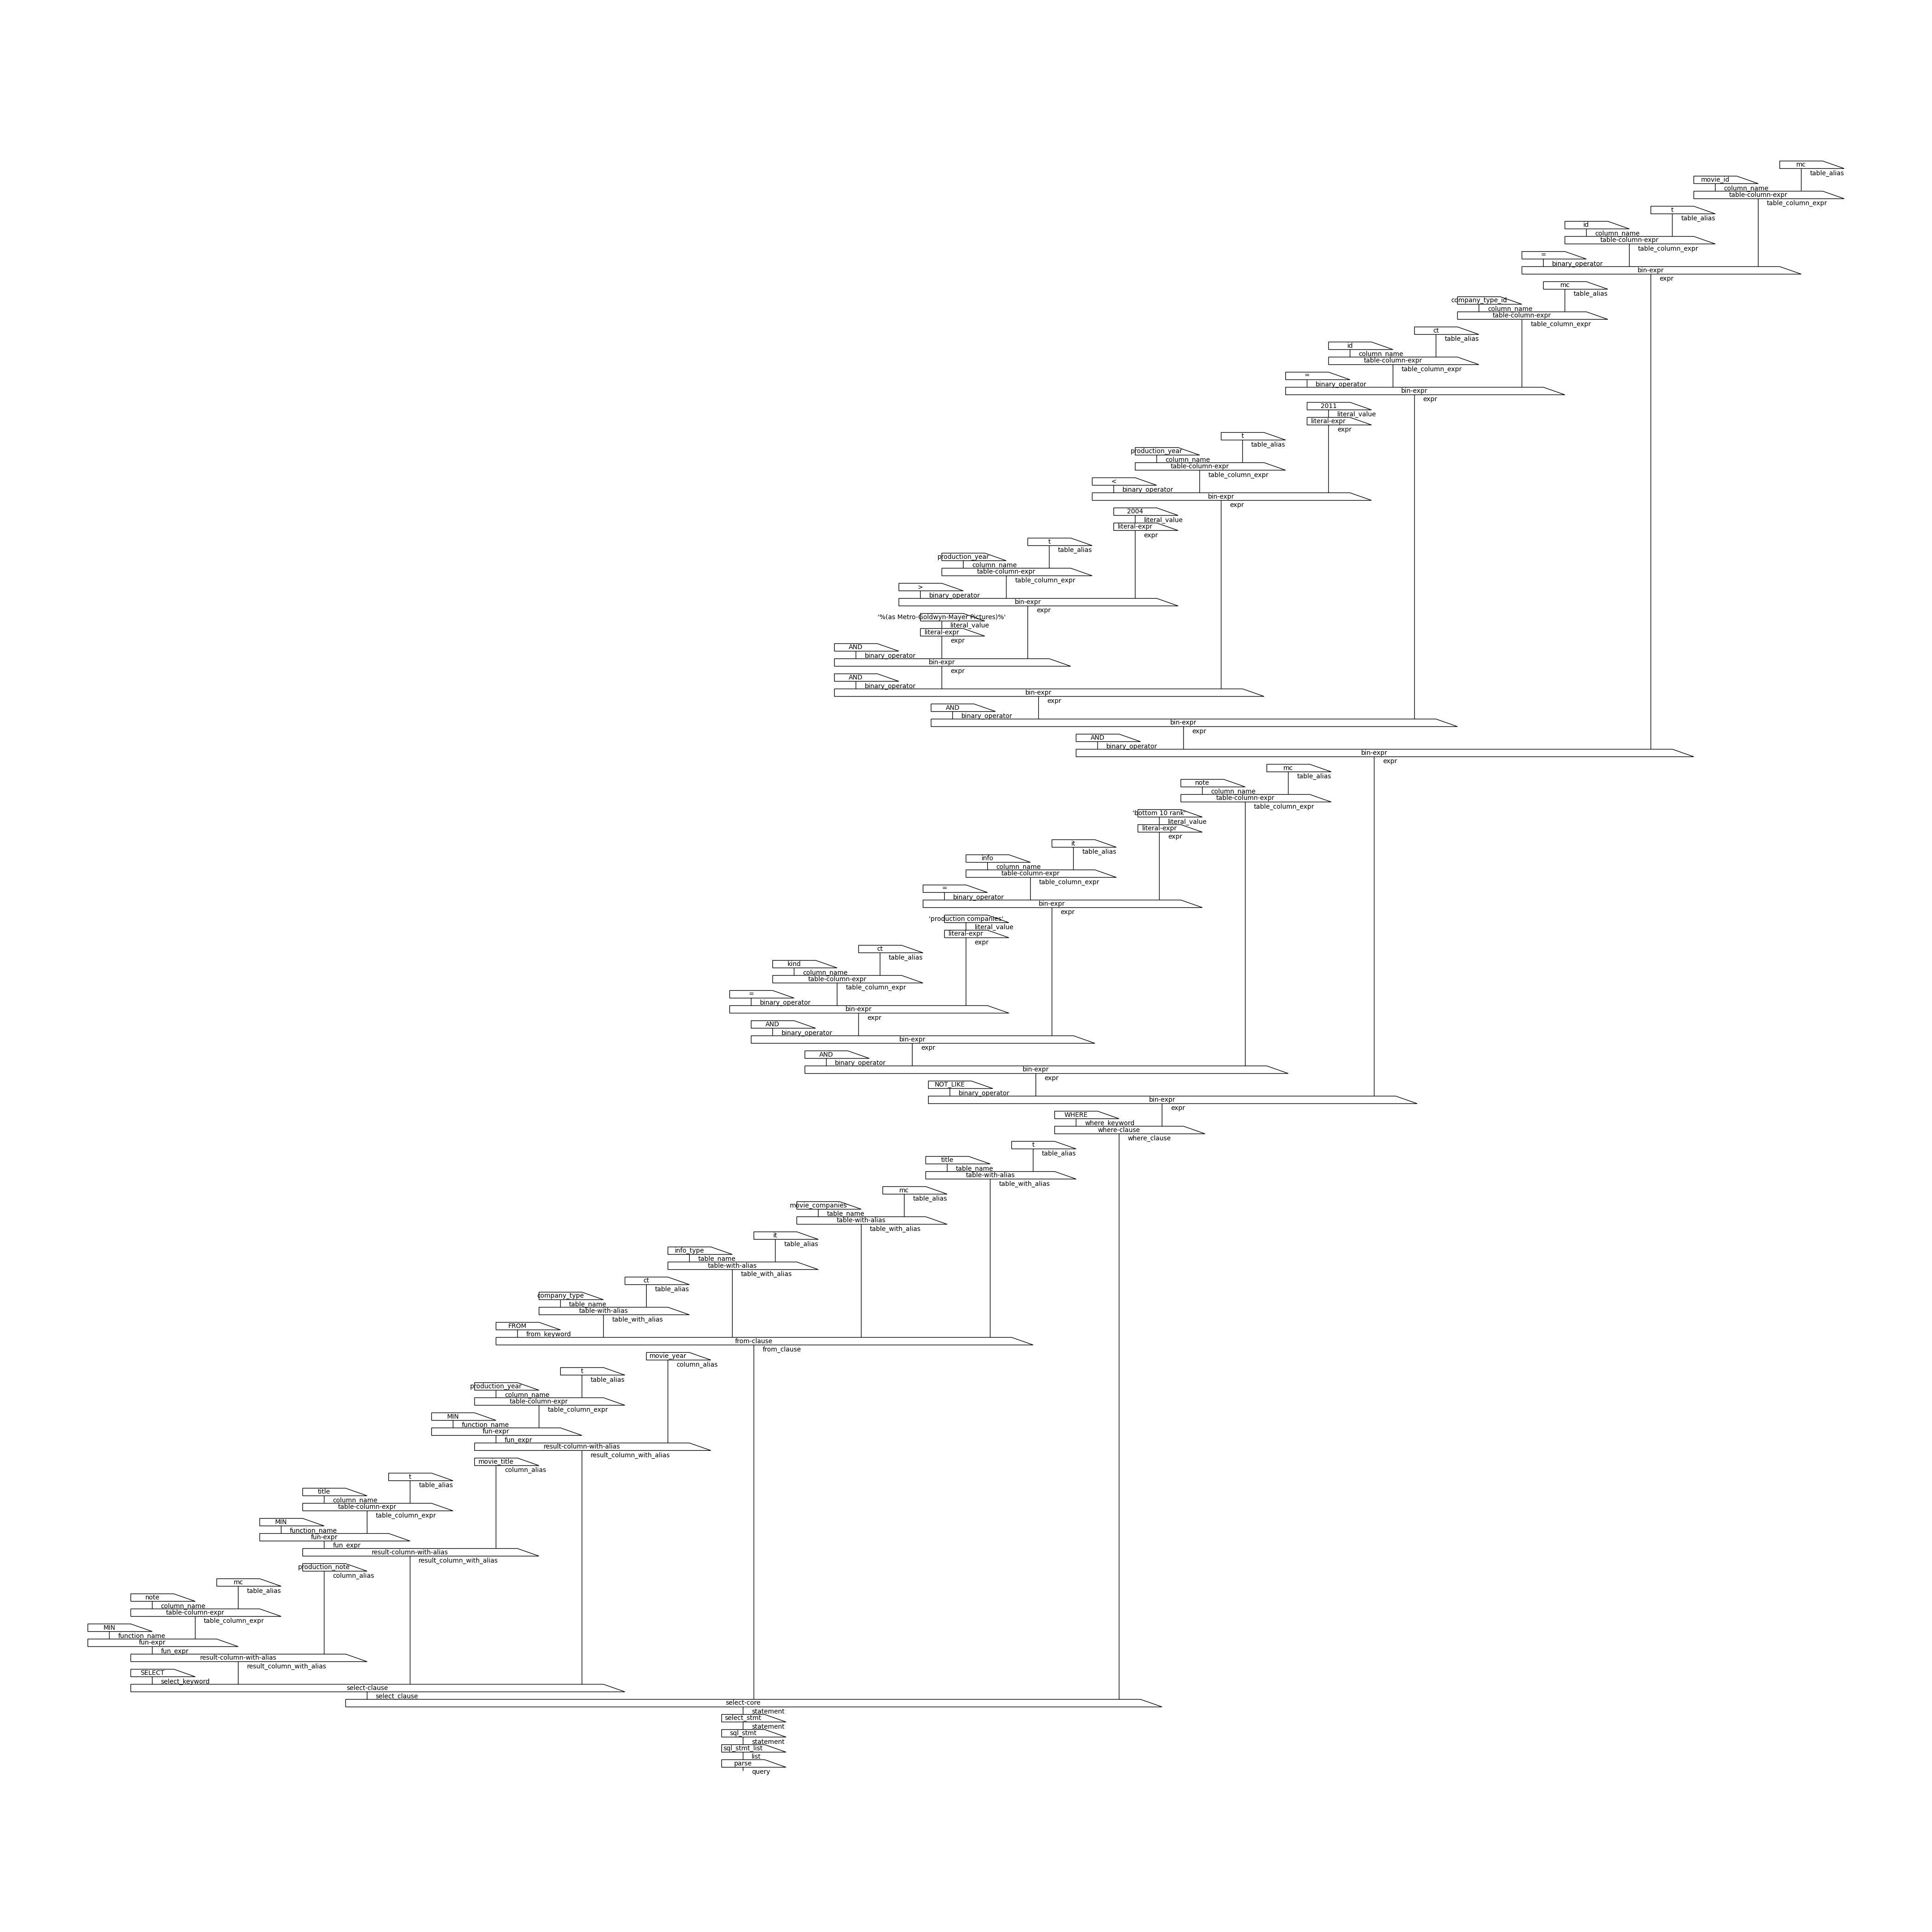 mc
table_alias
movie_id
column_name
table-column-expr
table_column_expr
t
table_alias
id
column_name
table-column-expr
table_column_expr
=
binary_operator
bin-expr
expr
mc
table_alias
company_type_id
column_name
table-column-expr
table_column_expr
ct
table_alias
id
column_name
table-column-expr
table_column_expr
=
binary_operator
bin-expr
expr
2011
literal_value
literal-expr
expr
t
table_alias
production_year
column_name
table-column-expr
table_column_expr
<
binary_operator
bin-expr
expr
2004
literal_value
literal-expr
expr
t
table_alias
production_year
column_name
table-column-expr
table_column_expr
>
binary_operator
bin-expr
expr
'%(as Metro-Goldwyn-Mayer Pictures)%'
literal_value
literal-expr
expr
AND
binary_operator
bin-expr
expr
AND
binary_operator
bin-expr
expr
AND
binary_operator
bin-expr
expr
AND
binary_operator
bin-expr
expr
mc
table_alias
note
column_name
table-column-expr
table_column_expr
'bottom 10 rank'
literal_value
literal-expr
expr
it
table_alias
info
column_name
table-column-expr
table_column_expr
=
binary_operator
bin-expr
expr
'production companies'
literal_value
literal-expr
expr
ct
table_alias
kind
column_name
table-column-expr
table_column_expr
=
binary_operator
bin-expr
expr
AND
binary_operator
bin-expr
expr
AND
binary_operator
bin-expr
expr
NOT_LIKE
binary_operator
bin-expr
expr
WHERE
where_keyword
where-clause
where_clause
t
table_alias
title
table_name
table-with-alias
table_with_alias
mc
table_alias
movie_companies
table_name
table-with-alias
table_with_alias
it
table_alias
info_type
table_name
table-with-alias
table_with_alias
ct
table_alias
company_type
table_name
table-with-alias
table_with_alias
FROM
from_keyword
from-clause
from_clause
movie_year
column_alias
t
table_alias
production_year
column_name
table-column-expr
table_column_expr
MIN
function_name
fun-expr
fun_expr
result-column-with-alias
result_column_with_alias
movie_title
column_alias
t
table_alias
title
column_name
table-column-expr
table_column_expr
MIN
function_name
fun-expr
fun_expr
result-column-with-alias
result_column_with_alias
production_note
column_alias
mc
table_alias
note
column_name
table-column-expr
table_column_expr
MIN
function_name
fun-expr
fun_expr
result-column-with-alias
result_column_with_alias
SELECT
select_keyword
select-clause
select_clause
select-core
statement
select_stmt
statement
sql_stmt
statement
sql_stmt_list
list
parse
query